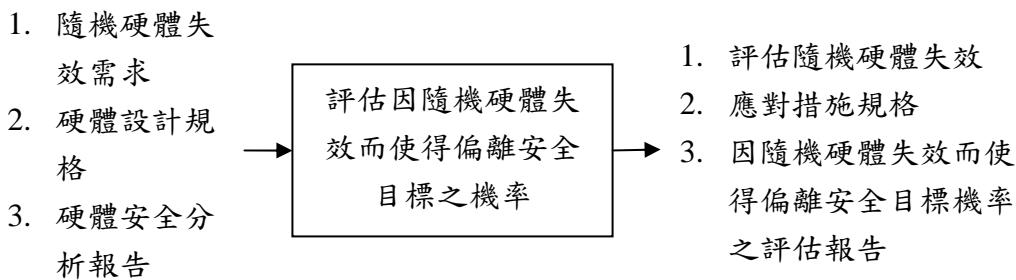 1. 隨機硬體失
效需求
2. 硬體設計規
格
3. 硬體安全分
析報告
評估因隨機硬體失
效而使得偏離安全
目標之機率
1. 評估隨機硬體失效
2. 應對措施規格
3. 因隨機硬體失效而使
得偏離安全目標機率
之評估報告